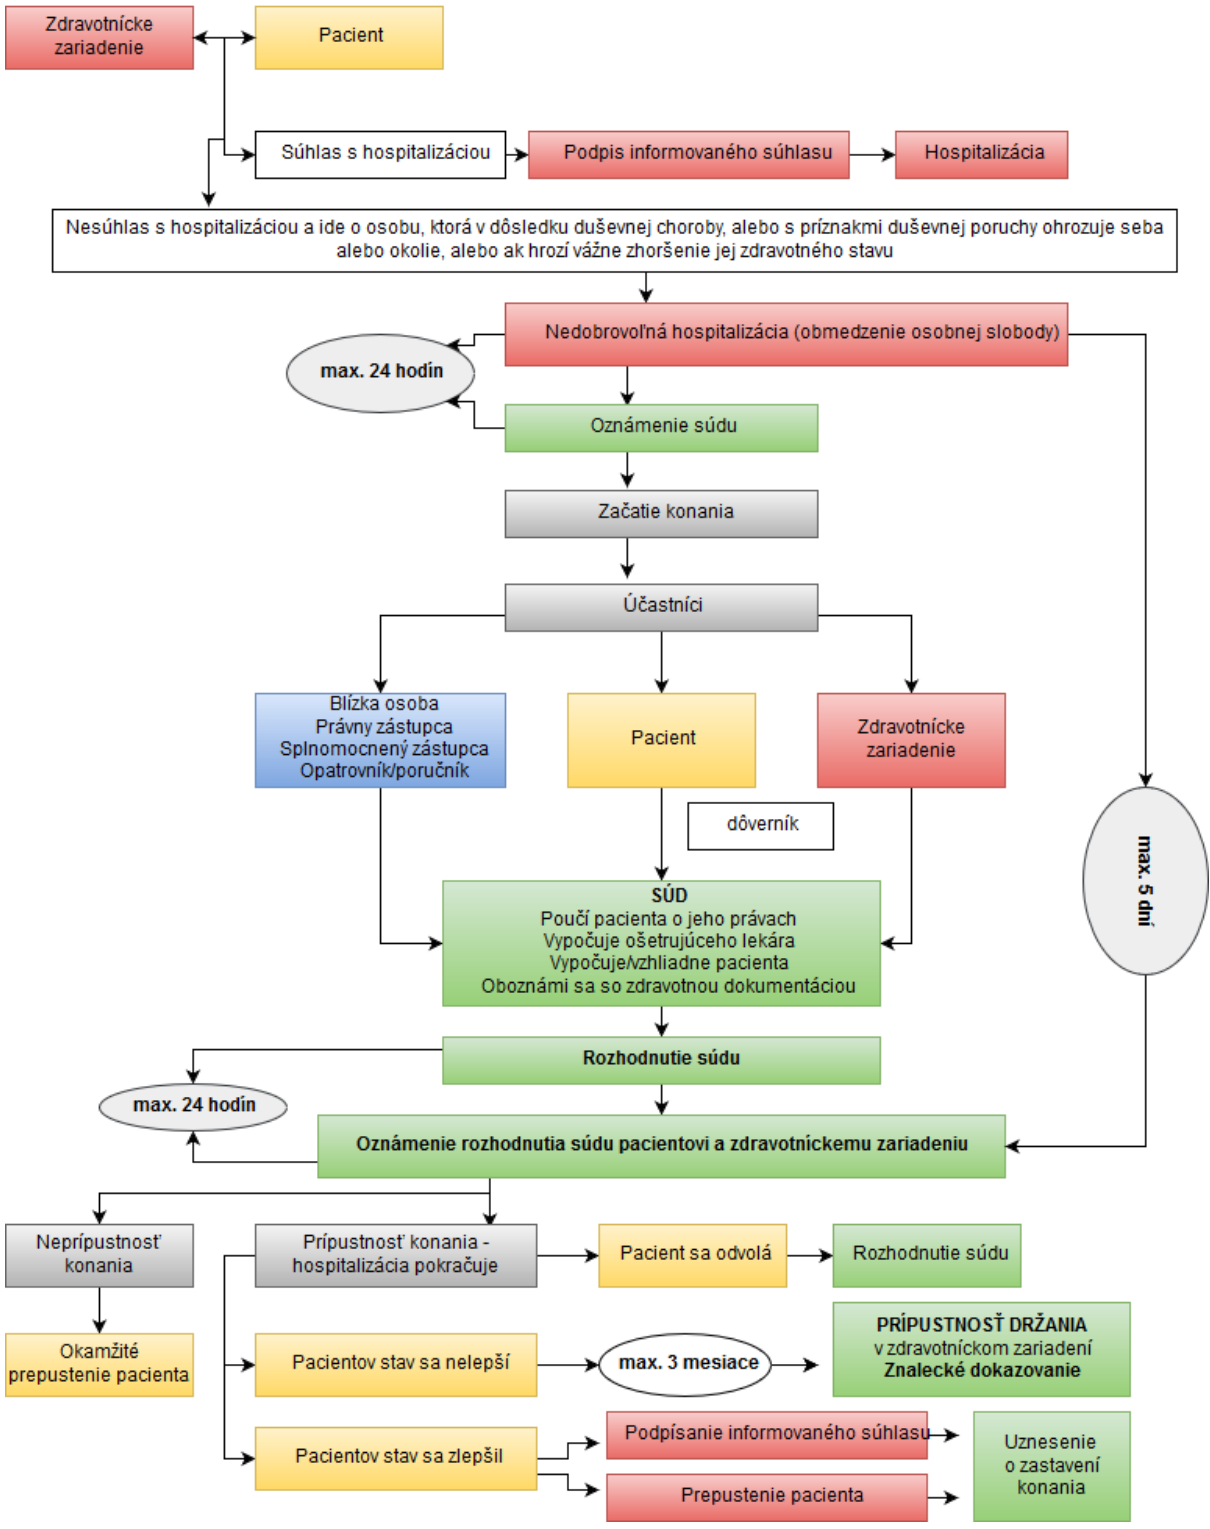 Zdravotnícke
zariadenie
Pacient
Súhlas s hospitalizáciou
Podpis informovaného súhlasu
Hospitalizácia
Nesúhlas s hospitalizáciou a ide o osobu, ktorá v dôsledku duševnej choroby, alebo s príznakmi duševnej poruchy ohrozuje seba
alebo okolie, alebo ak hrozí vážne zhoršenie jej zdravotného stavu
Nedobrovoľná hospitalizácia (obmedzenie osobnej slobody)
max. 24 hodín
Oznámenie súdu
Začatie konania
Účastníci
Blízka osoba
Právny zástupca
Splnomocnený zástupca
Opatrovník/poručník
Pacient
Zdravotnícke
zariadenie
dôverník
max. 5 dní
SÚD
Poučí pacienta o jeho právach
Vypočuje ošetrujúceho lekára
Vypočuje/vzhliadne pacienta
Oboznámi sa so zdravotnou dokumentáciou
Rozhodnutie súdu
max. 24 hodín
Oznámenie rozhodnutia súdu pacientovi a zdravotníckemu zariadeniu
Neprípustnosť
konania
Prípustnosť konania -
hospitalizácia pokračuje
Pacient sa odvolá
Rozhodnutie súdu
Okamžité
prepustenie pacienta
Pacientov stav sa nelepší
max. 3 mesiace
PRÍPUSTNOSŤ DRŽANIA
v zdravotníckom zariadení
Znalecké dokazovanie
Pacientov stav sa zlepšil
Podpísanie informovaného súhlasu
Prepustenie pacienta
Uznesenie
o zastavení
konania